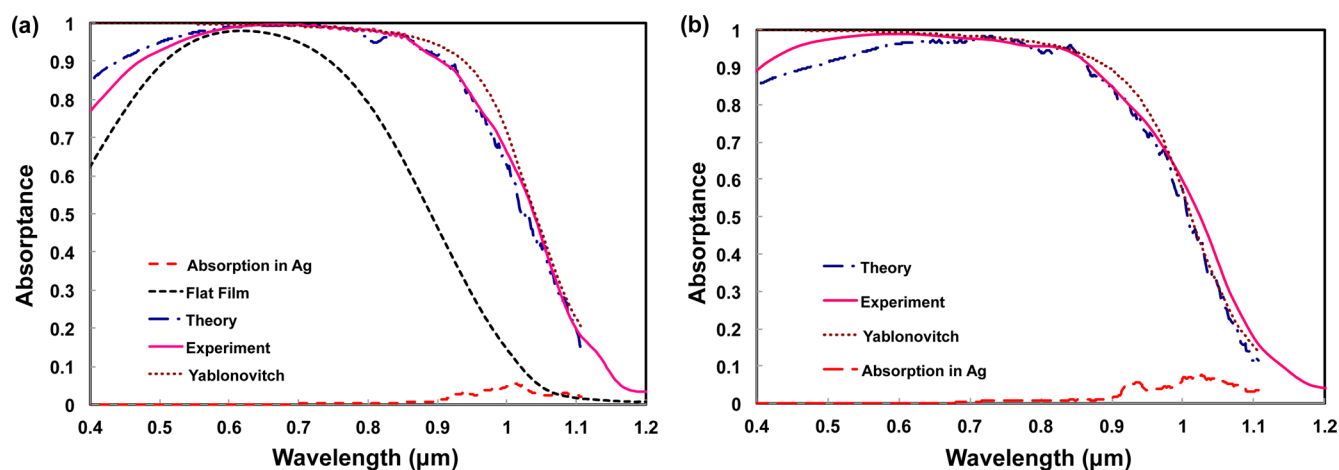 (a)
1
0.9
0.8
0.7
0.6
0.5
0.4
0.3
0.2
0.1
0
Absorptance
Absorption in Ag
Flat Film
Theory
Experiment
Yablonovitch
0.4 0.5 0.6 0.7 0.8 0.9 1 1.1 1.2
Wavelength (µm)
(b)
1
0.9
0.8
0.7
0.6
0.5
0.4
0.3
0.2
0.1
0
Absorptance
Theory
Experiment
Yablonovitch
Absorption in Ag
0.4 0.5 0.6 0.7 0.8 0.9 1 1.1 1.2
Wavelength (µm)